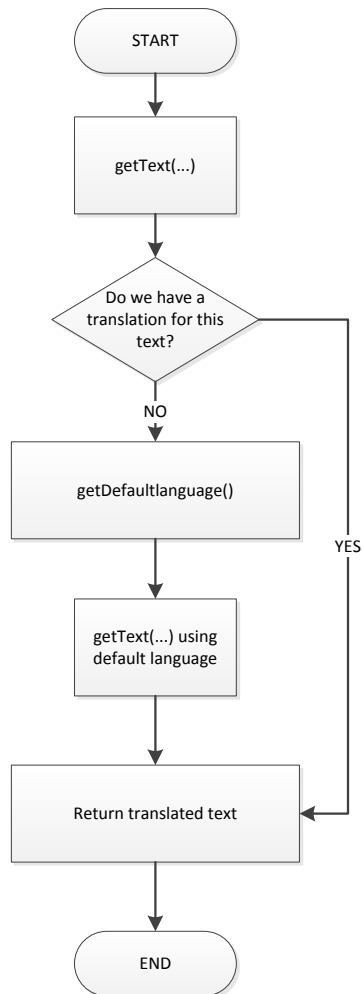 START
getText(...)
Do we have a
translation for this
text?
NO
getDefaultlanguage()
YES
getText(...) using
default language
Return translated text
END